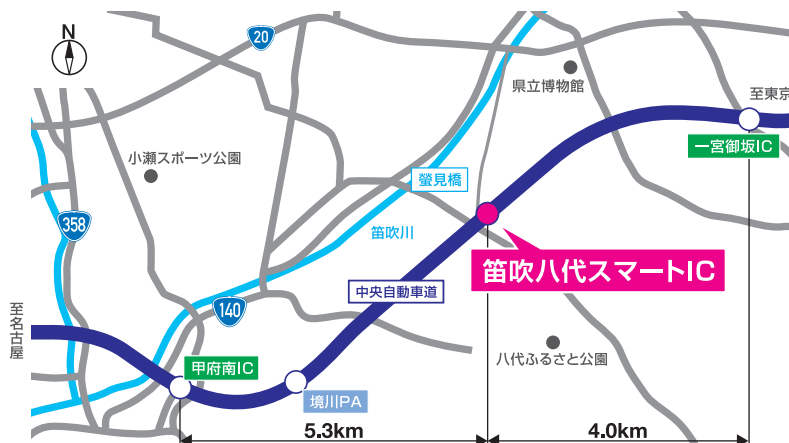 N
20
県立博物館
至東京
一宮御坂IC
小瀬スポーツ公園
螢見橋
358
笛吹川
笛吹八代スマートIC
中央自動車道
至名古屋
140
八代ふるさと公園
甲府南IC
境川PA
5.3km
4.0km